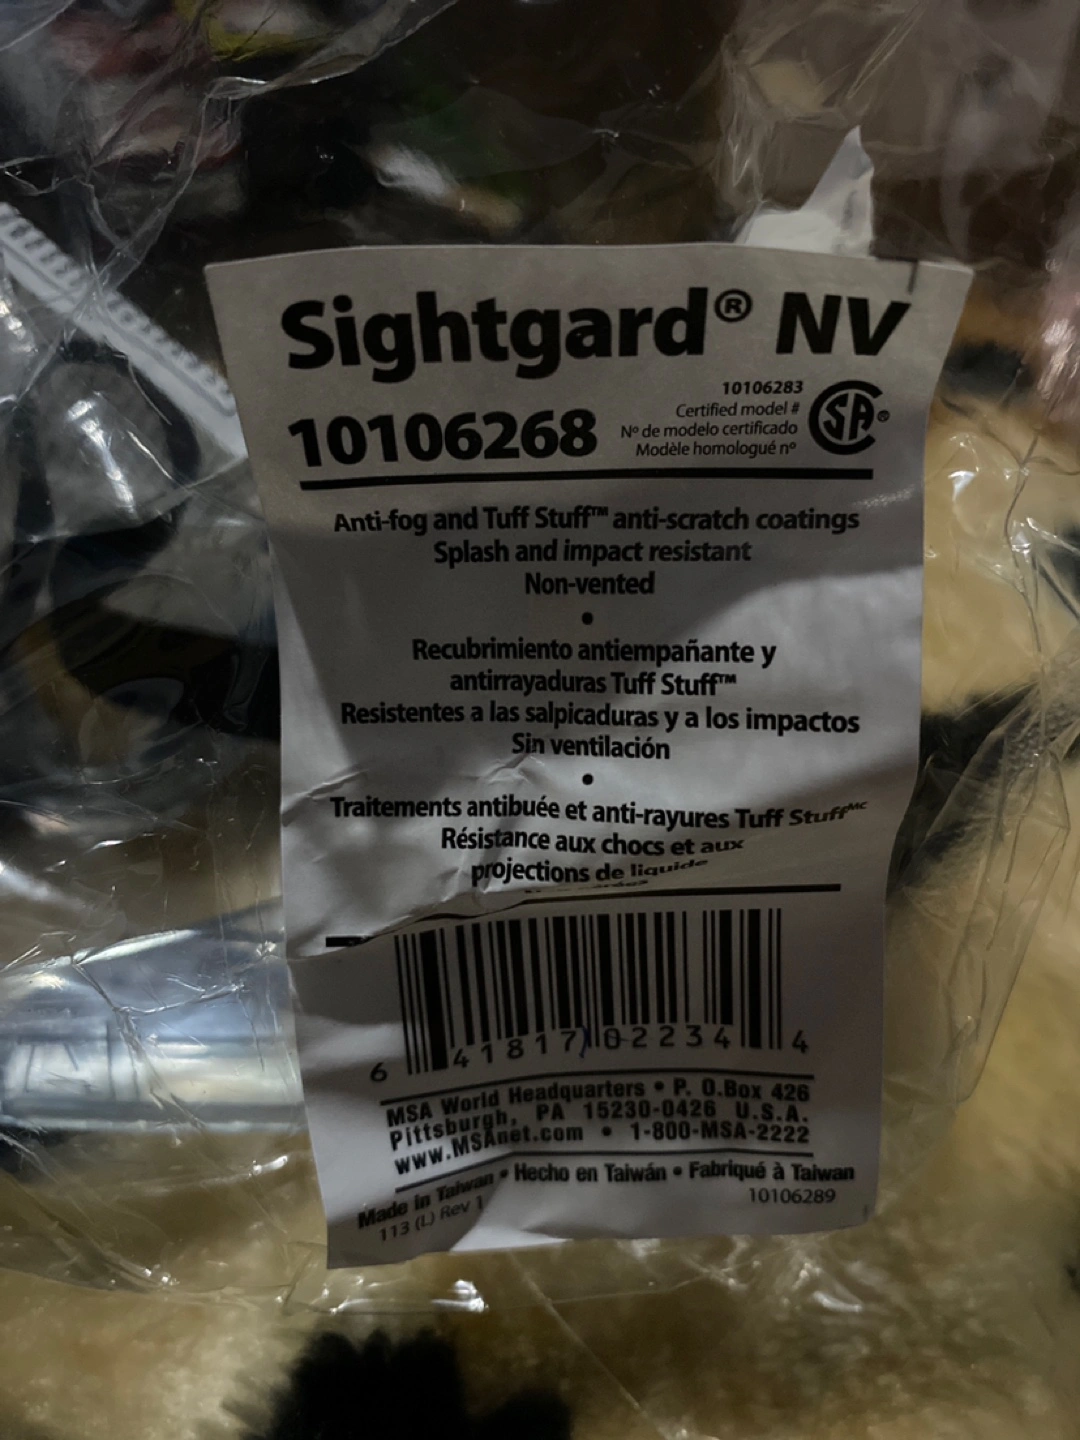 Sightgard® NV
10106268
10106283
Certified model #
Nº de modelo certificado
Modèle homologué nº
CSA®
Anti-fog and Tuff Stuff™ anti-scratch coatings
Splash and impact resistant
Non-vented
•
Recubrimiento antiempañante y
antirrayaduras Tuff Stuff™
Resistentes a las salpicaduras y a los impactos
Sin ventilación
•
Traitements antibuée et anti-rayures Tuff Stuffᴹᶜ
Résistance aux chocs et aux
projections de liquide
6 41817 02234 4
MSA World Headquarters • P. O.Box 426
Pittsburgh, PA 15230-0426 U.S.A.
www.MSAnet.com • 1-800-MSA-2222
Made in Taiwan • Hecho en Taiwán • Fabriqué à Taiwan
113 (L) Rev 1
10106289